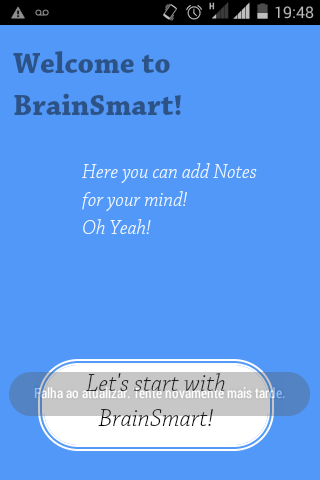 H 19:48
Welcome to
BrainSmart!
Here you can add Notes
for your mind!
Oh Yeah!
Let's start with
Falha ao atualizar. Tente novamente mais tarde.
BrainSmart!